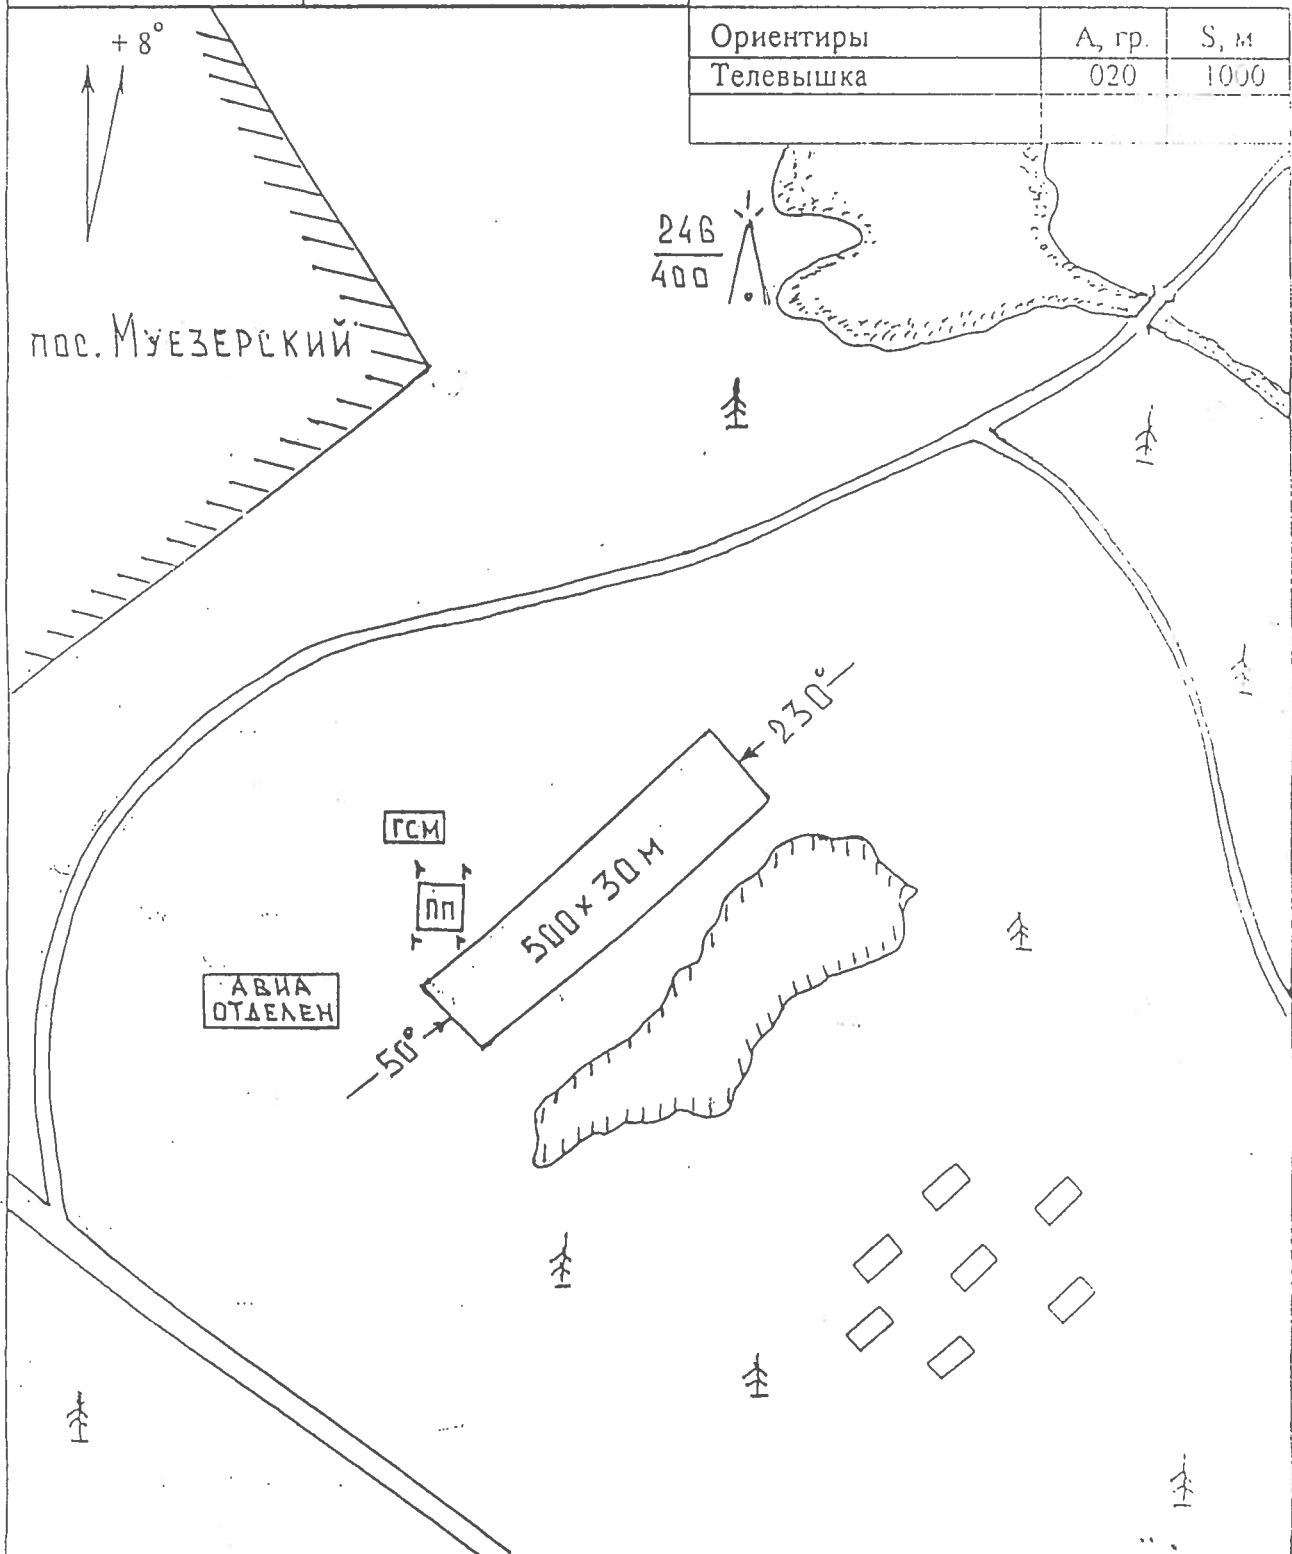 + 8°
Ориентиры А, гр. S, м
Телевышка 020 1000
246
400
пос. МУЕЗЕРСКИЙ
230°
ГСМ
500 × 30 м
ПП
АВИА
ОТДЕЛЕН
50°